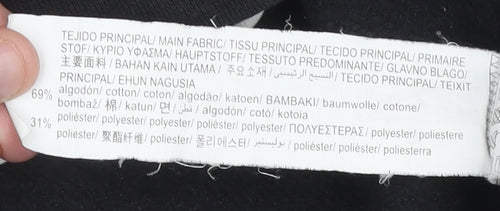 TEJIDO PRINCIPAL/ MAIN FABRIC/ TISSU PRINCIPAL/ TECIDO PRINCIPAL/ PRIMAIRE
STOF/ ΚΥΡΙΟ ΥΦΑΣΜΑ/ HAUPTSTOFF/ TESSUTO PREDOMINANTE/ GLAVNO BLAGO/
主要面料/ BAHAN KAIN UTAMA/ 주요소재/ النسيج الرئيسي/ TECIDO PRINCIPAL/ TEIXIT
PRINCIPAL/ EHUN NAGUSIA
69% algodón/ cotton/ coton/ algodão/ katoen/ ΒΑΜΒΑΚΙ/ baumwolle/ cotone/
bombaž/ 棉/ katun/ 면/ قطن/ algodón/ cotó/ kotoia
31% poliéster/ polyester/ polyester/ poliéster/ polyester/ ΠΟΛΥΕΣΤΕΡΑΣ/ polyester/ poliestere
poliester/ 聚酯纤维/ poliester/ 폴리에스터/ بوليستير/ poliéster/ polièster/ poliesterra